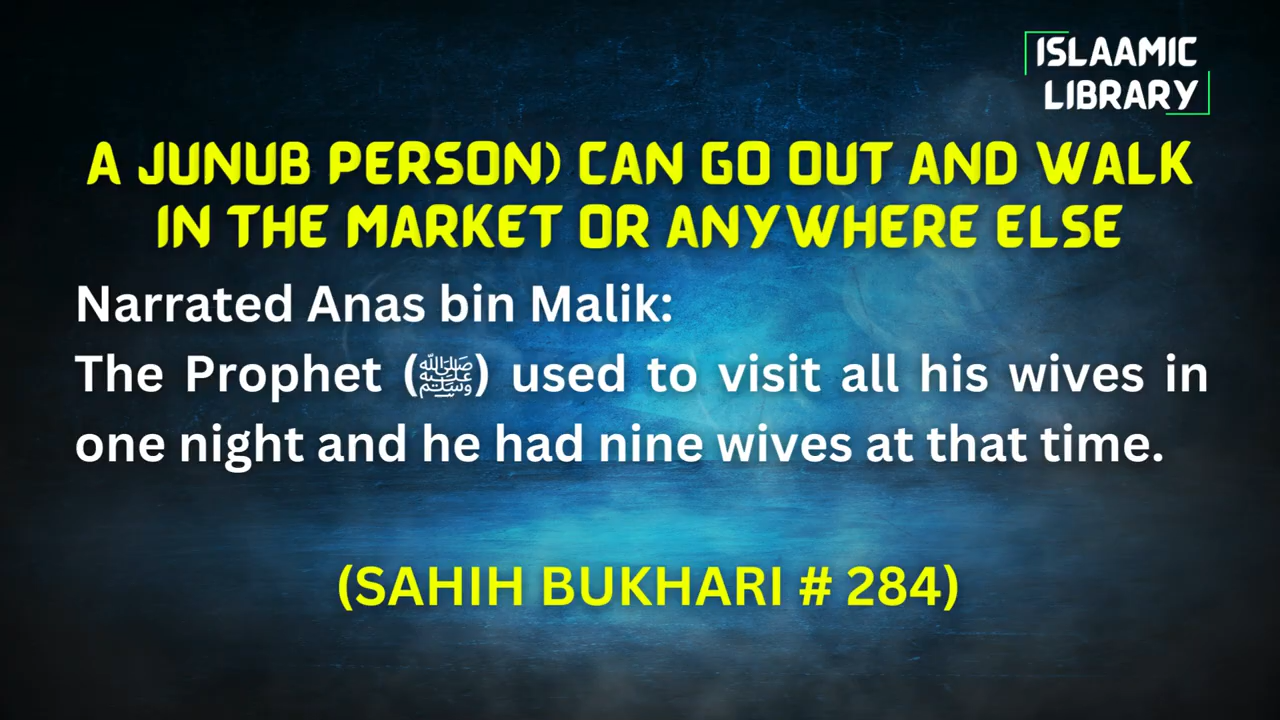 ISLAAMIC
LIBRARY
A JUNUB PERSON) CAN GO OUT AND WALK
IN THE MARKET OR ANYWHERE ELSE
Narrated Anas bin Malik:
The Prophet (ﷺ) used to visit all his wives in
one night and he had nine wives at that time.
(SAHIH BUKHARI # 284)